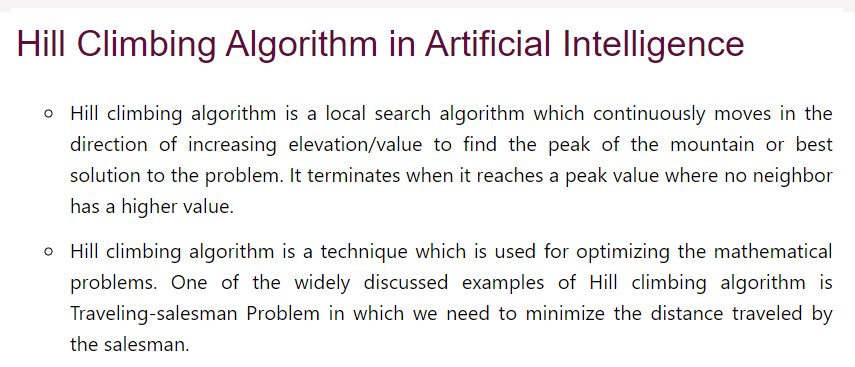 Hill Climbing Algorithm in Artificial Intelligence
Hill climbing algorithm is a local search algorithm which continuously moves in the
direction of increasing elevation/value to find the peak of the mountain or best
solution to the problem. It terminates when it reaches a peak value where no neighbor
has a higher value.
Hill climbing algorithm is a technique which is used for optimizing the mathematical
problems. One of the widely discussed examples of Hill climbing algorithm is
Traveling-salesman Problem in which we need to minimize the distance traveled by
the salesman.